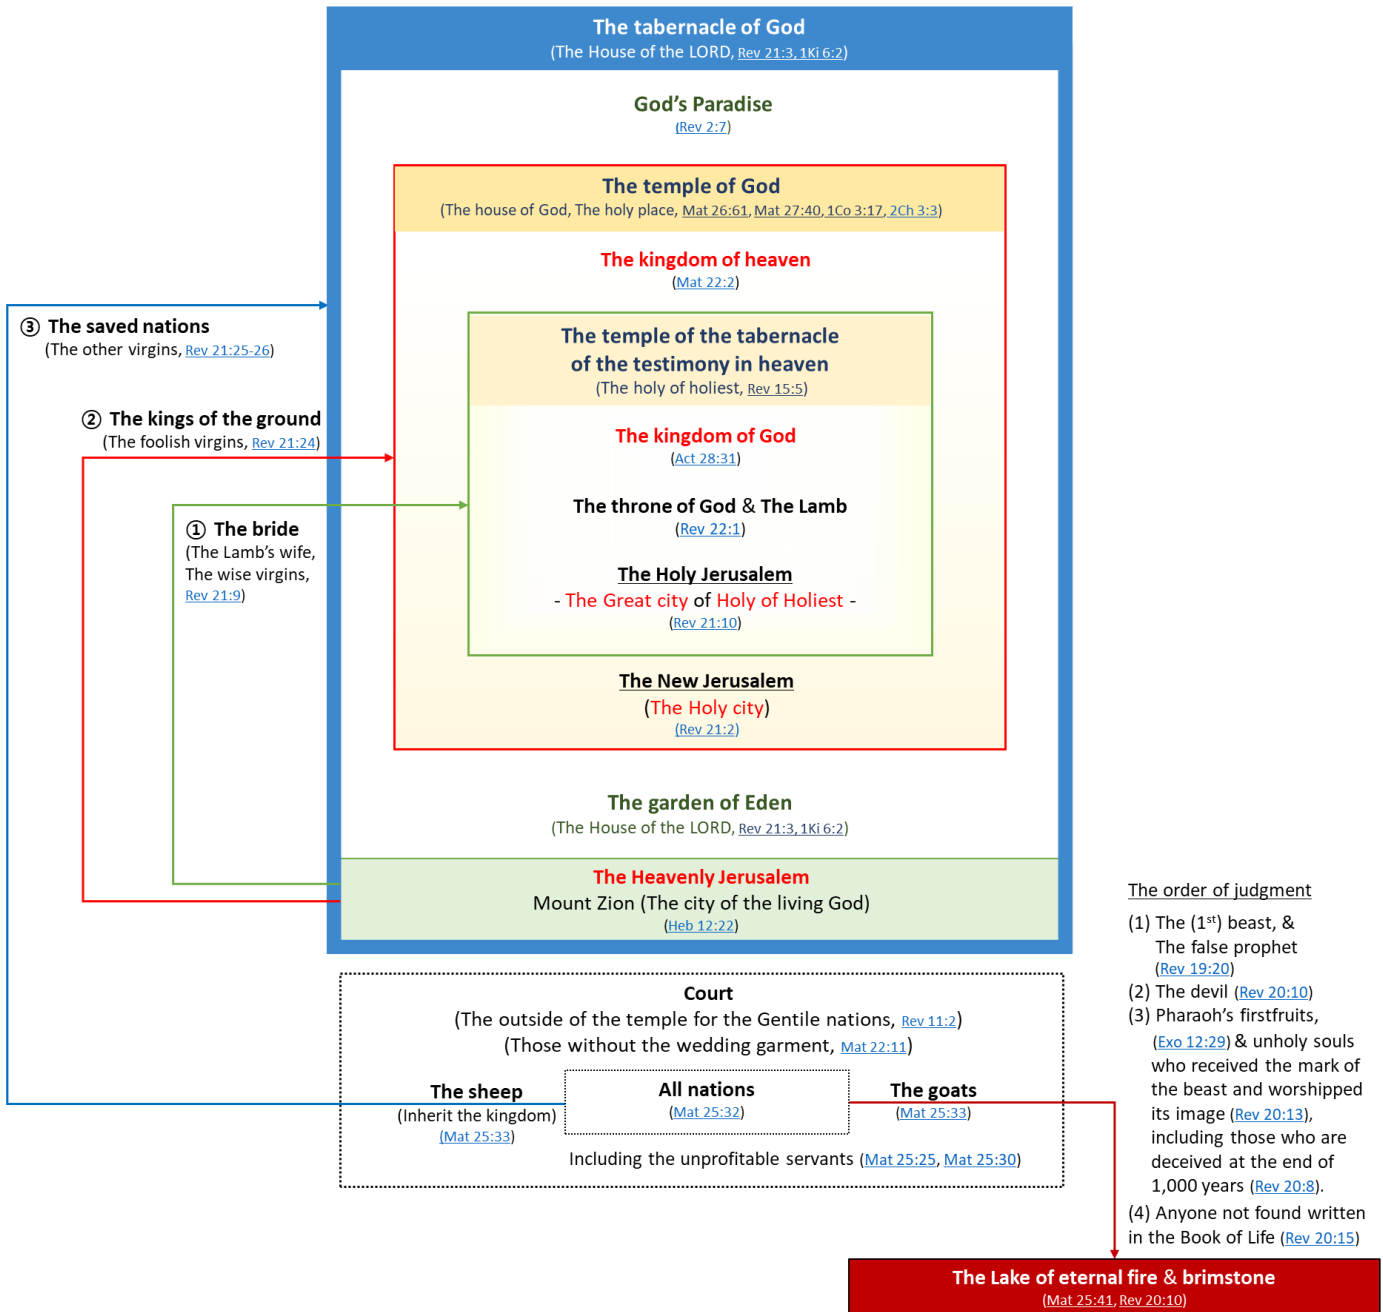 The tabernacle of God
(The House of the LORD, Rev 21:3, 1Ki 6:2)
God's Paradise
(Rev 2:7)
The temple of God
(The house of God, The holy place, Mat 26:61, Mat 27:40, 1Co 3:17, 2Ch 3:3)
The kingdom of heaven
(Mat 22:2)
The temple of the tabernacle
of the testimony in heaven
(The holy of holiest, Rev 15:5)
The kingdom of God
(Act 28:31)
The throne of God & The Lamb
(Rev 22:1)
The Holy Jerusalem
- The Great city of Holy of Holiest -
(Rev 21:10)
The New Jerusalem
(The Holy city)
(Rev 21:2)
The garden of Eden
(The House of the LORD, Rev 21:3, 1Ki 6:2)
The Heavenly Jerusalem
Mount Zion (The city of the living God)
(Heb 12:22)
③ The saved nations
(The other virgins, Rev 21:25-26)
② The kings of the ground
(The foolish virgins, Rev 21:24)
① The bride
(The Lamb's wife,
The wise virgins,
Rev 21:9)
Court
(The outside of the temple for the Gentile nations, Rev 11:2)
(Those without the wedding garment, Mat 22:11)
The sheep
(Inherit the kingdom)
(Mat 25:33)
All nations
(Mat 25:32)
The goats
(Mat 25:33)
Including the unprofitable servants (Mat 25:25, Mat 25:30)
The order of judgment
(1) The (1st) beast, &
The false prophet
(Rev 19:20)
(2) The devil (Rev 20:10)
(3) Pharaoh's firstfruits,
(Exo 12:29) & unholy souls
who received the mark of
the beast and worshipped
its image (Rev 20:13),
including those who are
deceived at the end of
1,000 years (Rev 20:8).
(4) Anyone not found written
in the Book of Life (Rev 20:15)
The Lake of eternal fire & brimstone
(Mat 25:41, Rev 20:10)